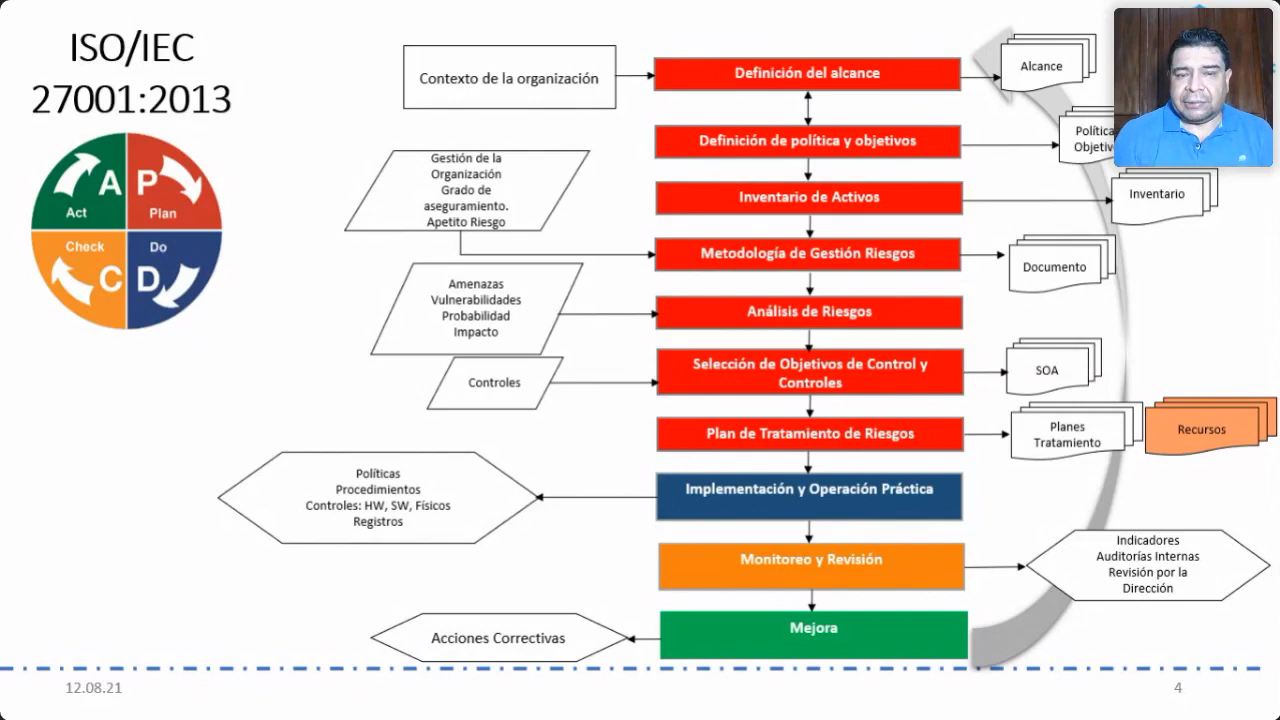 ISO/IEC
27001:2013
A
Act
P
Plan
Check
C
Do
D
Contexto de la organización
Definición del alcance
Alcance
Definición de política y objetivos
Política
Gestión de la
Organización
Grado de
aseguramiento.
Apetito Riesgo
Inventario de Activos
Inventario
Metodología de Gestión Riesgos
Documento
Amenazas
Vulnerabilidades
Probabilidad
Impacto
Análisis de Riesgos
Controles
Selección de Objetivos de Control y
Controles
SOA
Plan de Tratamiento de Riesgos
Planes
Tratamiento
Recursos
Políticas
Procedimientos
Controles: HW, SW, Físicos
Registros
Implementación y Operación Práctica
Monitoreo y Revisión
Indicadores
Auditorías Internas
Revisión por la
Dirección
Acciones Correctivas
Mejora
12.08.21
4